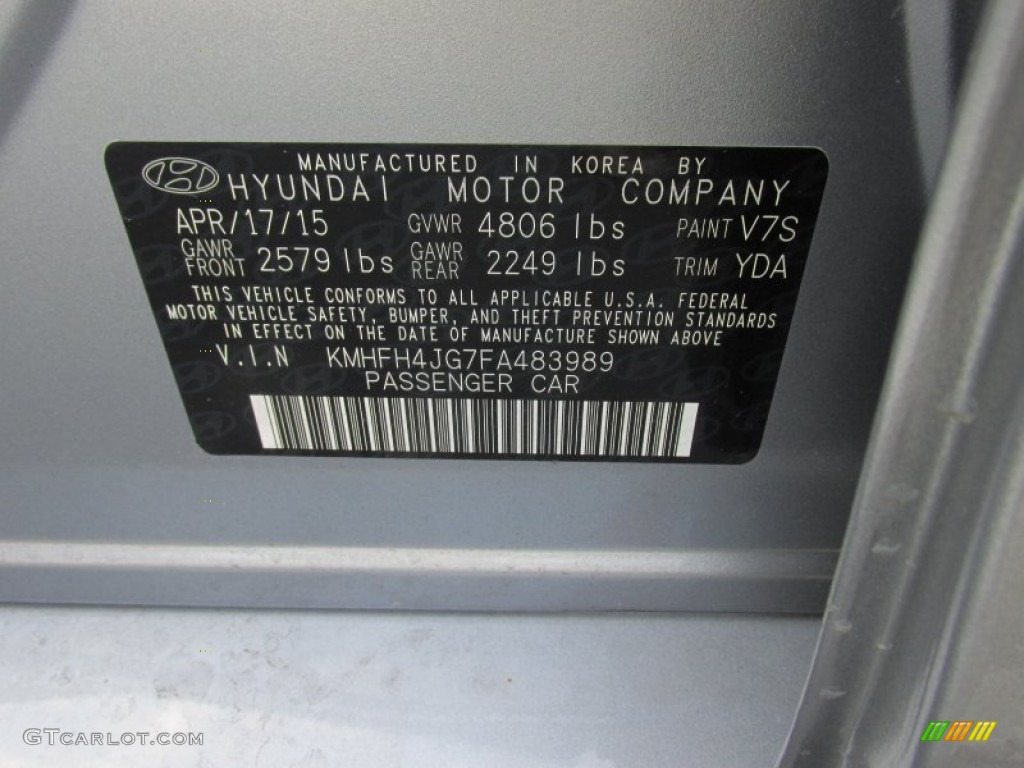 MANUFACTURED IN KOREA BY
HYUNDAI MOTOR COMPANY
APR/17/15 GVWR 4806 lbs PAINT V7S
GAWR FRONT 2579 lbs GAWR REAR 2249 lbs TRIM YDA
THIS VEHICLE CONFORMS TO ALL APPLICABLE U.S.A. FEDERAL
MOTOR VEHICLE SAFETY, BUMPER, AND THEFT PREVENTION STANDARDS
IN EFFECT ON THE DATE OF MANUFACTURE SHOWN ABOVE
V.I.N KMHFH4JG7FA483989
PASSENGER CAR
GTCARLOT.COM